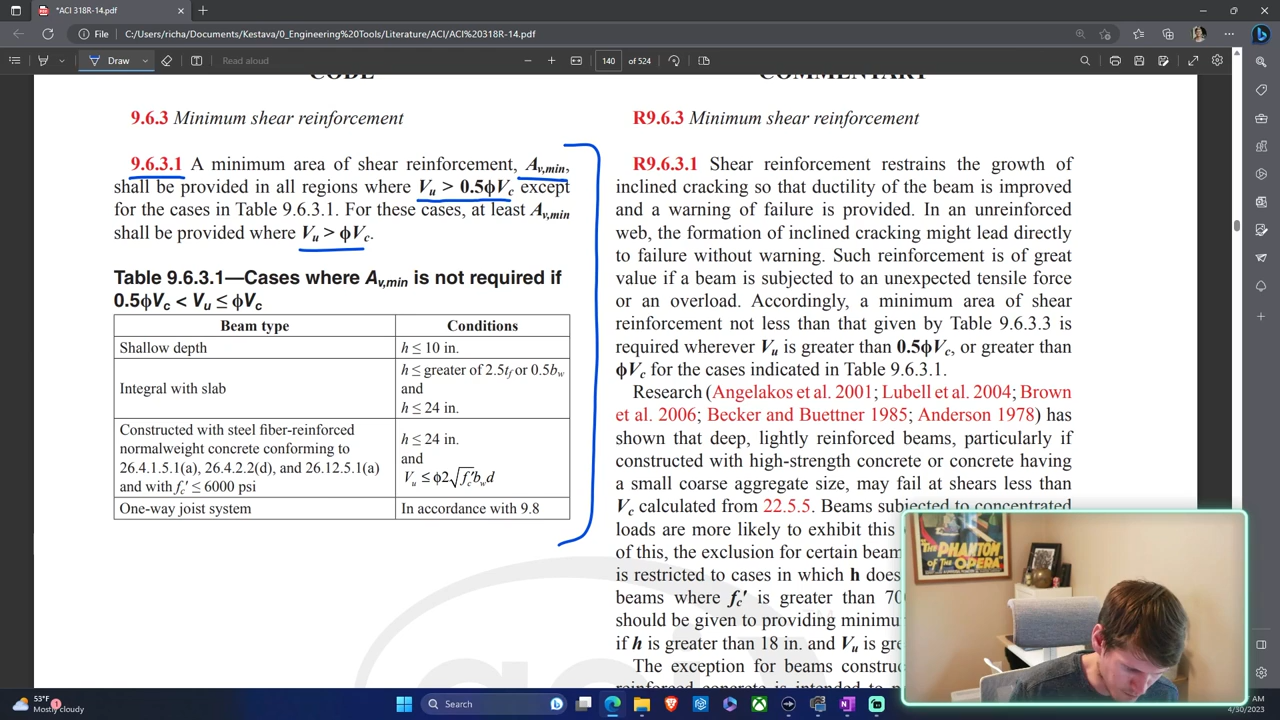 *ACI 318R-14.pdf
File
C:/Users/richa/Documents/Kestava/0_Engineering%20Tools/Literature/ACI/ACI%20318R-14.pdf
Draw
Read aloud
140 of 524
CODE
COMMENTARY
9.6.3 Minimum shear reinforcement
9.6.3.1 A minimum area of shear reinforcement, Av,min,
shall be provided in all regions where Vu > 0.5ϕVc except
for the cases in Table 9.6.3.1. For these cases, at least Av,min
shall be provided where Vu > ϕVc.
Table 9.6.3.1—Cases where Av,min is not required if
0.5ϕVc < Vu ≤ ϕVc
Beam type Conditions
Shallow depth h ≤ 10 in.
Integral with slab
h ≤ greater of 2.5tf or 0.5bw
and
h ≤ 24 in.
Constructed with steel fiber-reinforced
normalweight concrete conforming to
26.4.1.5.1(a), 26.4.2.2(d), and 26.12.5.1(a)
and with fc′ ≤ 6000 psi
h ≤ 24 in.
and
Vu ≤ ϕ2√fc′bwd
One-way joist system In accordance with 9.8
R9.6.3 Minimum shear reinforcement
R9.6.3.1 Shear reinforcement restrains the growth of
inclined cracking so that ductility of the beam is improved
and a warning of failure is provided. In an unreinforced
web, the formation of inclined cracking might lead directly
to failure without warning. Such reinforcement is of great
value if a beam is subjected to an unexpected tensile force
or an overload. Accordingly, a minimum area of shear
reinforcement not less than that given by Table 9.6.3.3 is
required wherever Vu is greater than 0.5ϕVc, or greater than
ϕVc for the cases indicated in Table 9.6.3.1.
Research (Angelakos et al. 2001; Lubell et al. 2004; Brown
et al. 2006; Becker and Buettner 1985; Anderson 1978) has
shown that deep, lightly reinforced beams, particularly if
constructed with high-strength concrete or concrete having
a small coarse aggregate size, may fail at shears less than
Vc calculated from 22.5.5. Beams subjected to concentrated
loads are more likely to exhibit this
of this, the exclusion for certain beam
is restricted to cases in which h does
beams where fc′ is greater than 70
should be given to providing minimu
if h is greater than 18 in. and Vu is gre
The exception for beams construc
reinforced concrete is intended to
"THE PHANTOM
OF THE OPERA"
53°F
Mostly cloudy
Search
AM
4/30/2023